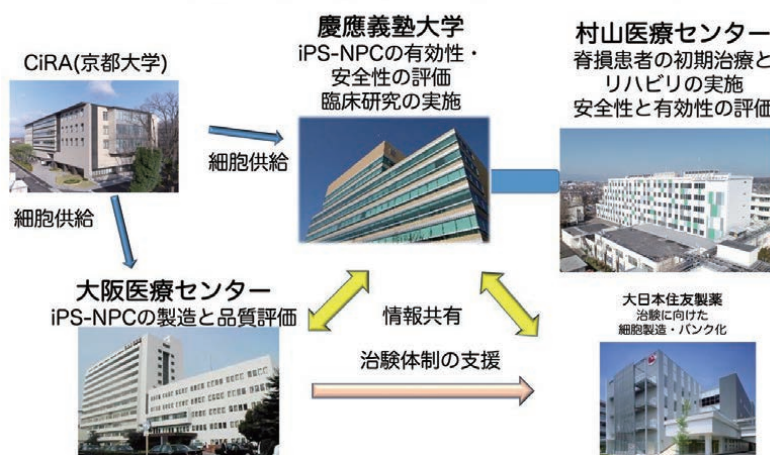 CiRA(京都大学)
慶應義塾大学
iPS-NPCの有効性・
安全性の評価
臨床研究の実施
村山医療センター
脊損患者の初期治療と
リハビリの実施
安全性と有効性の評価
細胞供給
細胞供給
大阪医療センター
iPS-NPCの製造と品質評価
情報共有
大日本住友製薬
治験に向けた
細胞製造・バンク化
治験体制の支援